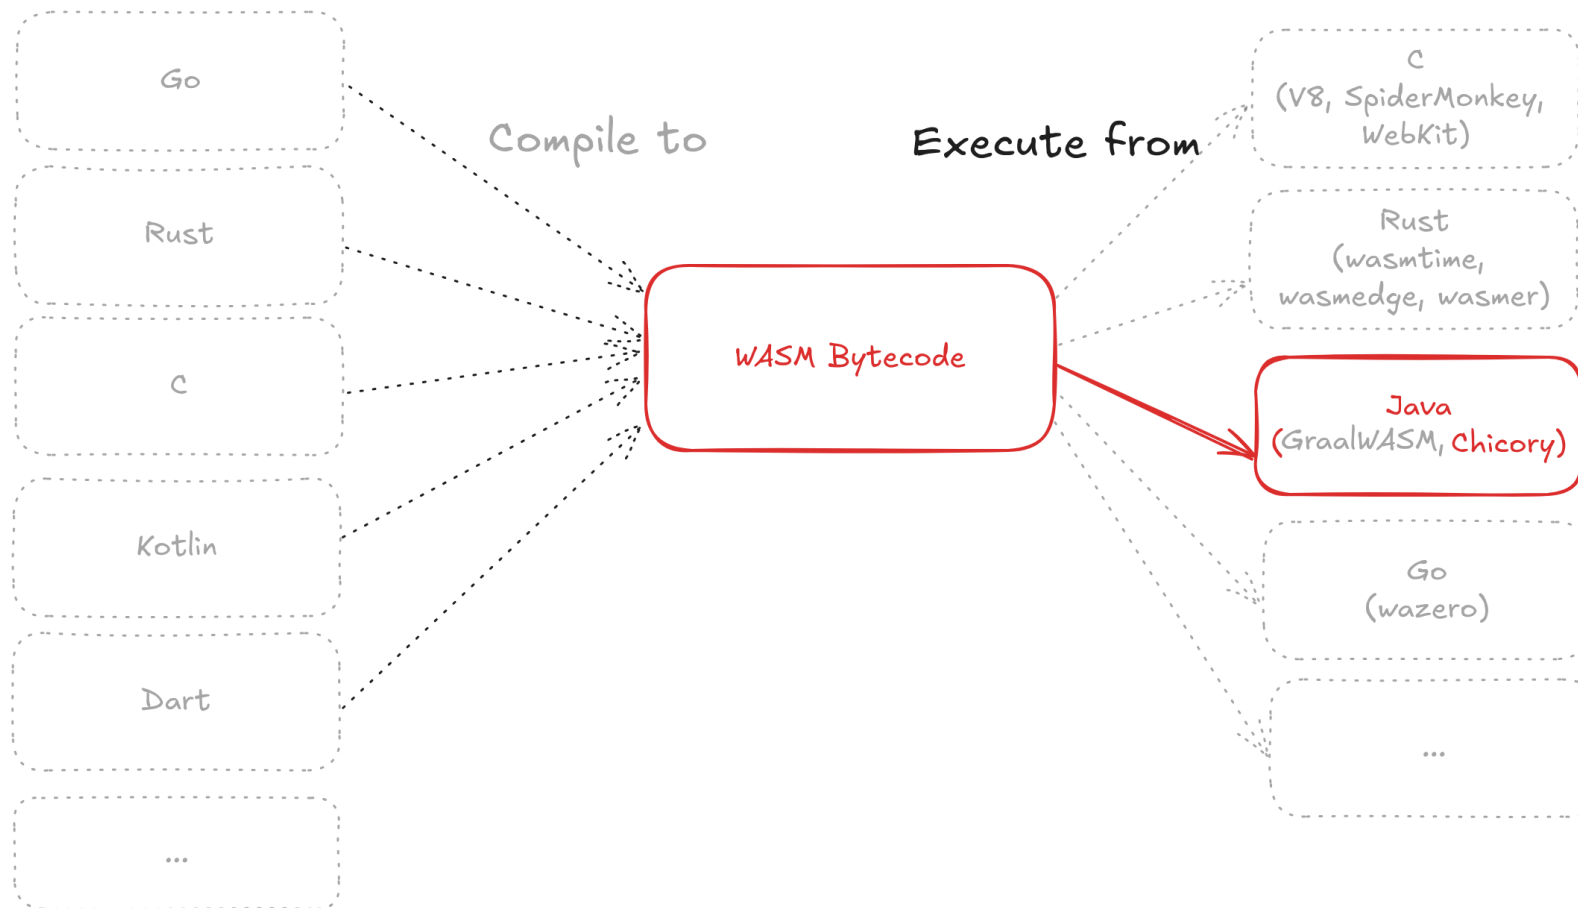 Go
Rust
C
Kotlin
Dart
...
Compile to
WASM Bytecode
Execute from
C
(V8, SpiderMonkey,
WebKit)
Rust
(wasmtime,
wasmedge, wasmer)
Java
(GraalWASM, Chicory)
Go
(wazero)
...